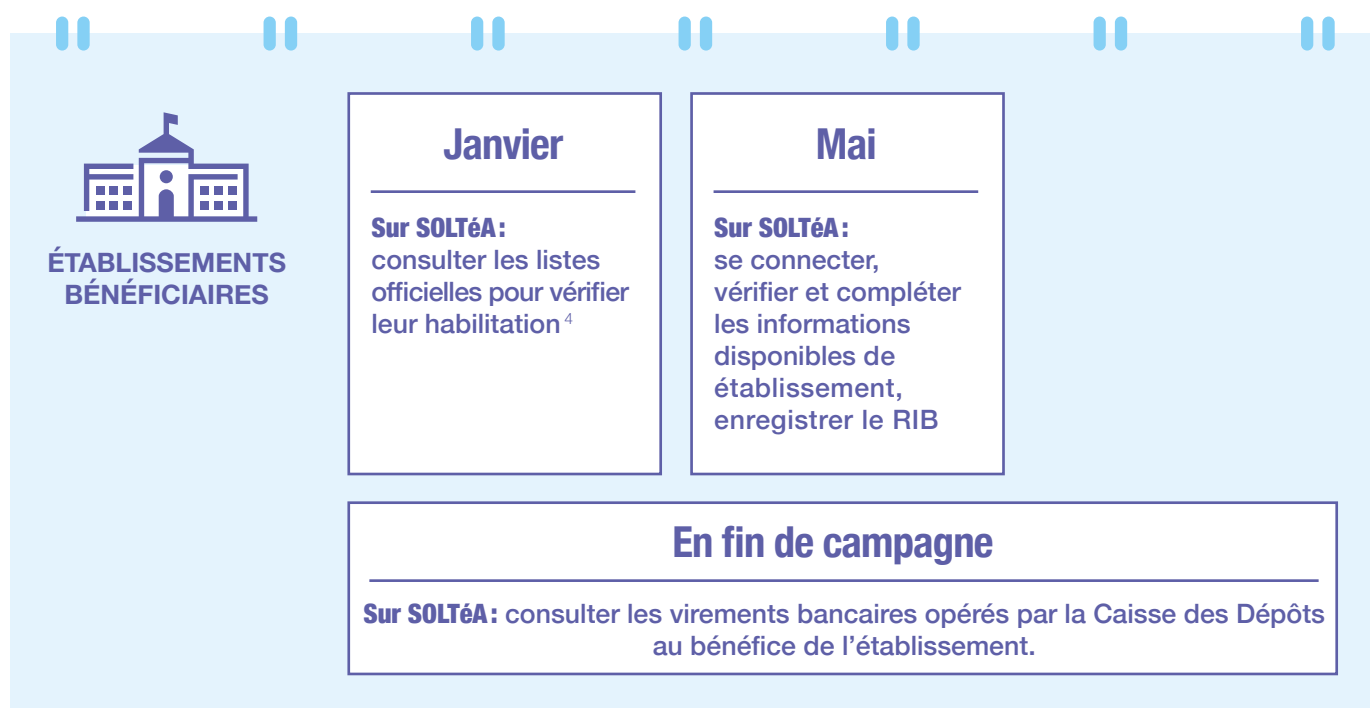 ÉTABLISSEMENTS
BÉNÉFICIAIRES
Janvier
Sur SOLTéA :
consulter les listes
officielles pour vérifier
leur habilitation ⁴
Mai
Sur SOLTéA :
se connecter,
vérifier et compléter
les informations
disponibles de
établissement,
enregistrer le RIB
En fin de campagne
Sur SOLTéA : consulter les virements bancaires opérés par la Caisse des Dépôts
au bénéfice de l’établissement.